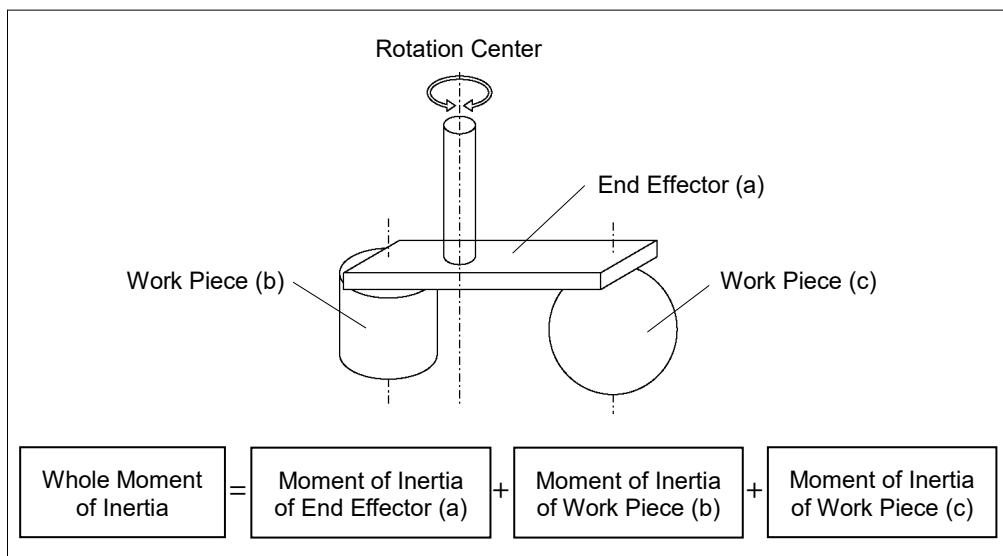 Rotation Center
End Effector (a)
Work Piece (b)
Work Piece (c)
Whole Moment
of Inertia
=
Moment of Inertia
of End Effector (a)
+
Moment of Inertia
of Work Piece (b)
+
Moment of Inertia
of Work Piece (c)